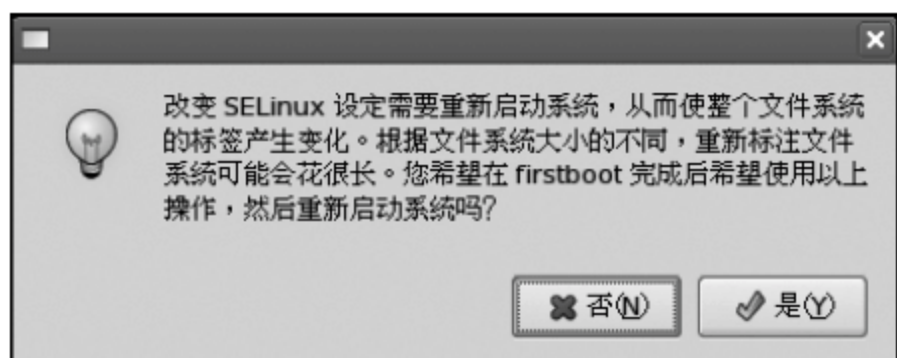 改变 SELinux 设定需要重新启动系统，从而使整个文件系统
的标签产生变化。根据文件系统大小的不同，重新标注文件
系统可能会花很长。您希望在 firstboot 完成后希望使用以上
操作，然后重新启动系统吗?
否(N) 是(Y)